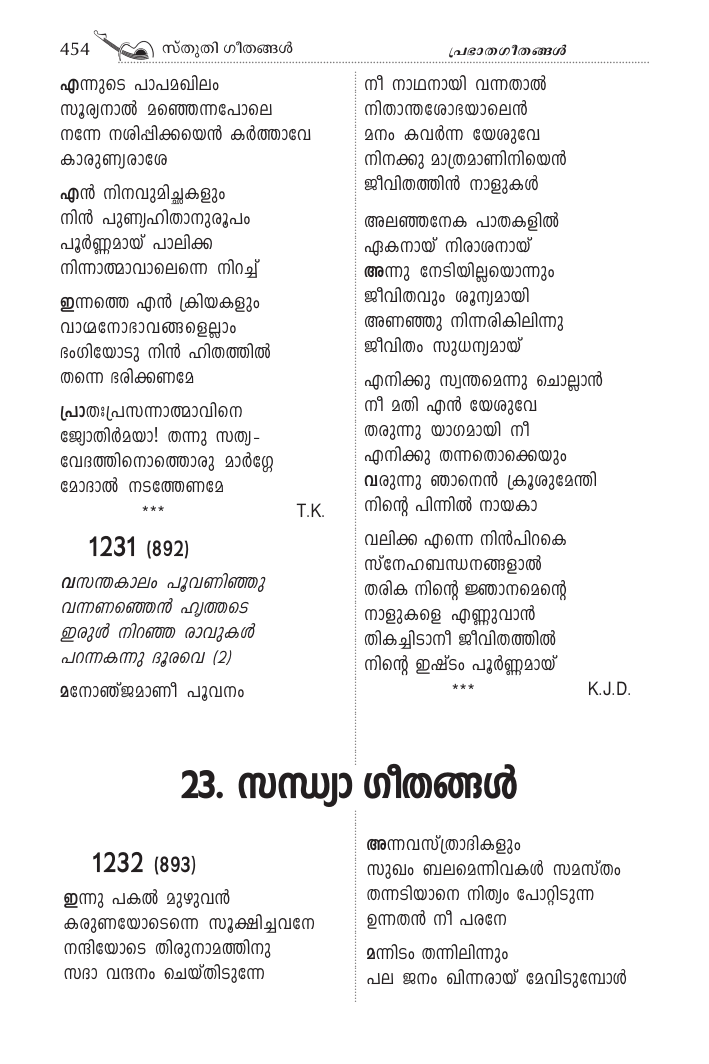 454 സ്തുതി ഗീതങ്ങൾ
പ്രഭാതഗീതങ്ങൾ
എന്നുടെ പാപമഖിലം
സൂര്യനാൽ മഞ്ഞെന്നപോലെ
നന്നേ നശിപ്പിക്കയെൻ കർത്താവേ
കാരുണ്യരാശേ
എൻ നിനവുമിച്ഛകളും
നിൻ പുണ്യഹിതാനുരൂപം
പൂർണ്ണമായ് പാലിക്ക
നിന്നാത്മാവാലെന്നെ നിറച്ച്
ഇന്നത്തെ എൻ ക്രിയകളും
വാഗ്മനോഭാവങ്ങളെല്ലാം
ഭംഗിയോടു നിൻ ഹിതത്തിൽ
തന്നെ ഭരിക്കണമേ
പ്രാതഃപ്രസന്നാത്മാവിനെ
ജ്യോതിർമയാ! തന്നു സത്യ-
വേദത്തിനൊത്തൊരു മാർഗ്ഗേ
മോദാൽ നടത്തേണമേ
*** T.K.
1231 (892)
വസന്തകാലം പൂവണിഞ്ഞു
വന്നണഞ്ഞെൻ ഹൃത്തടെ
ഇരുൾ നിറഞ്ഞ രാവുകൾ
പറന്നകന്നു ദൂരവെ (2)
മനോഞ്ജമാണീ പൂവനം
നീ നാഥനായി വന്നതാൽ
നിതാന്തശോഭയാലെൻ
മനം കവർന്ന യേശുവേ
നിനക്കു മാത്രമാണിനിയെൻ
ജീവിതത്തിൻ നാളുകൾ
അലഞ്ഞനേക പാതകളിൽ
ഏകനായ് നിരാശനായ്
അന്നു നേടിയില്ലയൊന്നും
ജീവിതവും ശൂന്യമായി
അണഞ്ഞു നിന്നരികിലിന്നു
ജീവിതം സുധന്യമായ്
എനിക്കു സ്വന്തമെന്നു ചൊല്ലാൻ
നീ മതി എൻ യേശുവേ
തരുന്നു യാഗമായി നീ
എനിക്കു തന്നതൊക്കെയും
വരുന്നു ഞാനെൻ ക്രൂശുമേന്തി
നിന്റെ പിന്നിൽ നായകാ
വലിക്ക എന്നെ നിൻപിറകെ
സ്നേഹബന്ധനങ്ങളാൽ
തരിക നിന്റെ ജ്ഞാനമെന്റെ
നാളുകളെ എണ്ണുവാൻ
തികച്ചിടാനീ ജീവിതത്തിൽ
നിന്റെ ഇഷ്ടം പൂർണ്ണമായ്
*** K.J.D.
23. സന്ധ്യാ ഗീതങ്ങൾ
1232 (893)
ഇന്നു പകൽ മുഴുവൻ
കരുണയോടെന്നെ സൂക്ഷിച്ചവനേ
നന്ദിയോടെ തിരുനാമത്തിനു
സദാ വന്ദനം ചെയ്തിടുന്നേ
അന്നവസ്ത്രാദികളും
സുഖം ബലമെന്നിവകൾ സമസ്തം
തന്നടിയാനെ നിത്യം പോറ്റിടുന്ന
ഉന്നതൻ നീ പരനേ
മന്നിടം തന്നിലിന്നും
പല ജനം ഖിന്നരായ് മേവിടുമ്പോൾ